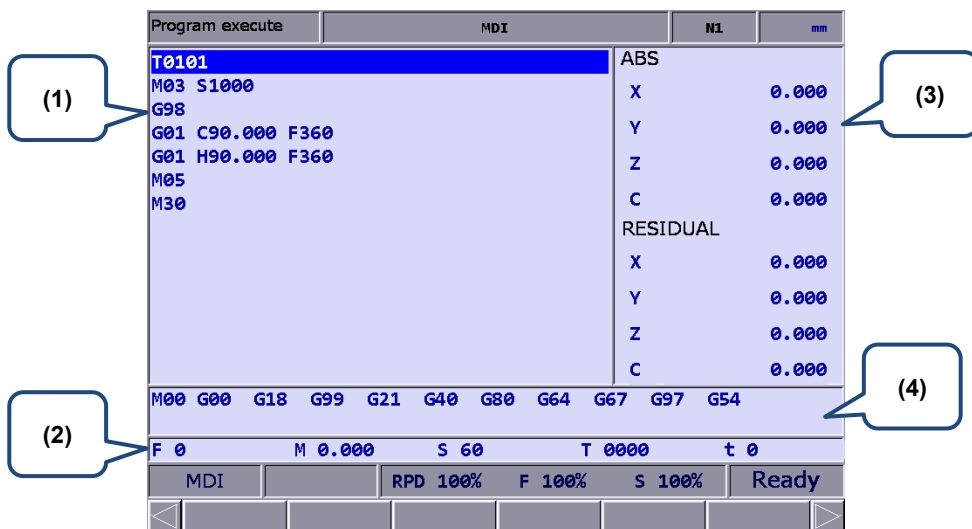 Program execute MDI N1 mm
T0101
M03 S1000
G98
G01 C90.000 F360
G01 H90.000 F360
M05
M30
ABS
X 0.000
Y 0.000
Z 0.000
C 0.000
RESIDUAL
X 0.000
Y 0.000
Z 0.000
C 0.000
M00 G00 G18 G99 G21 G40 G80 G64 G67 G97 G54
F 0 M 0.000 S 60 T 0000 t 0
MDI RPD 100% F 100% S 100% Ready
(1)
(2)
(3)
(4)